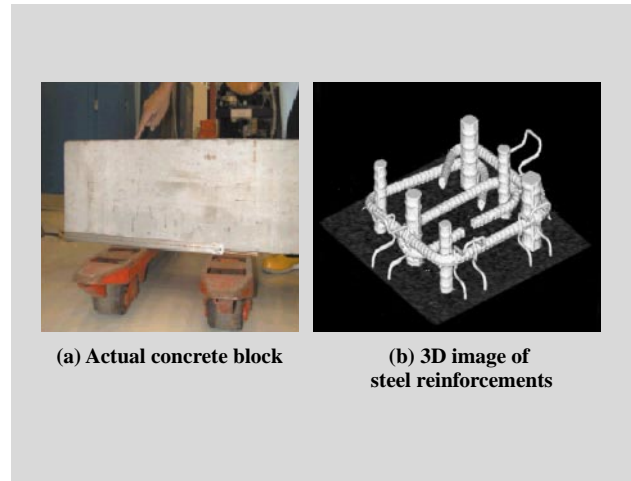 (a) Actual concrete block
(b) 3D image of
steel reinforcements